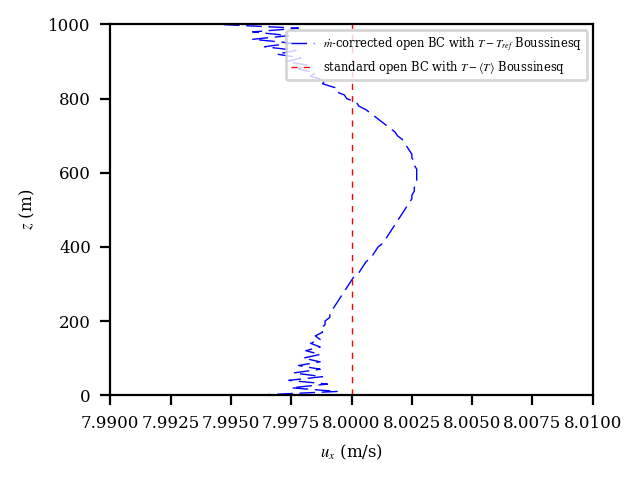 1000
800
600
400
200
0
z (m)
ṁ-corrected open BC with T − T_ref Boussinesq
standard open BC with T − ⟨T⟩ Boussinesq
7.9900 7.9925 7.9950 7.9975 8.0000 8.0025 8.0050 8.0075 8.0100
u_x (m/s)